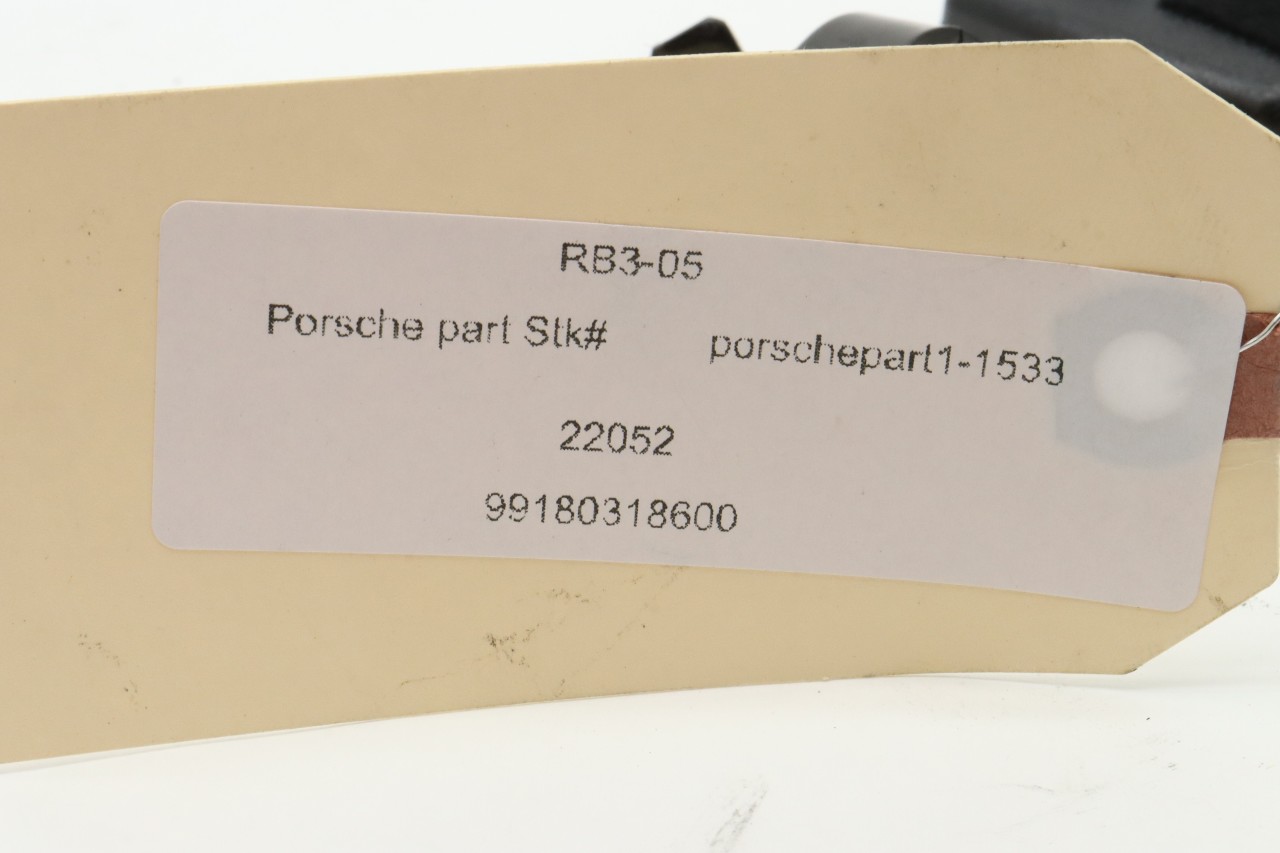 RB3-05
Porsche part Stk# porschepart1-1533
22052
99180318600